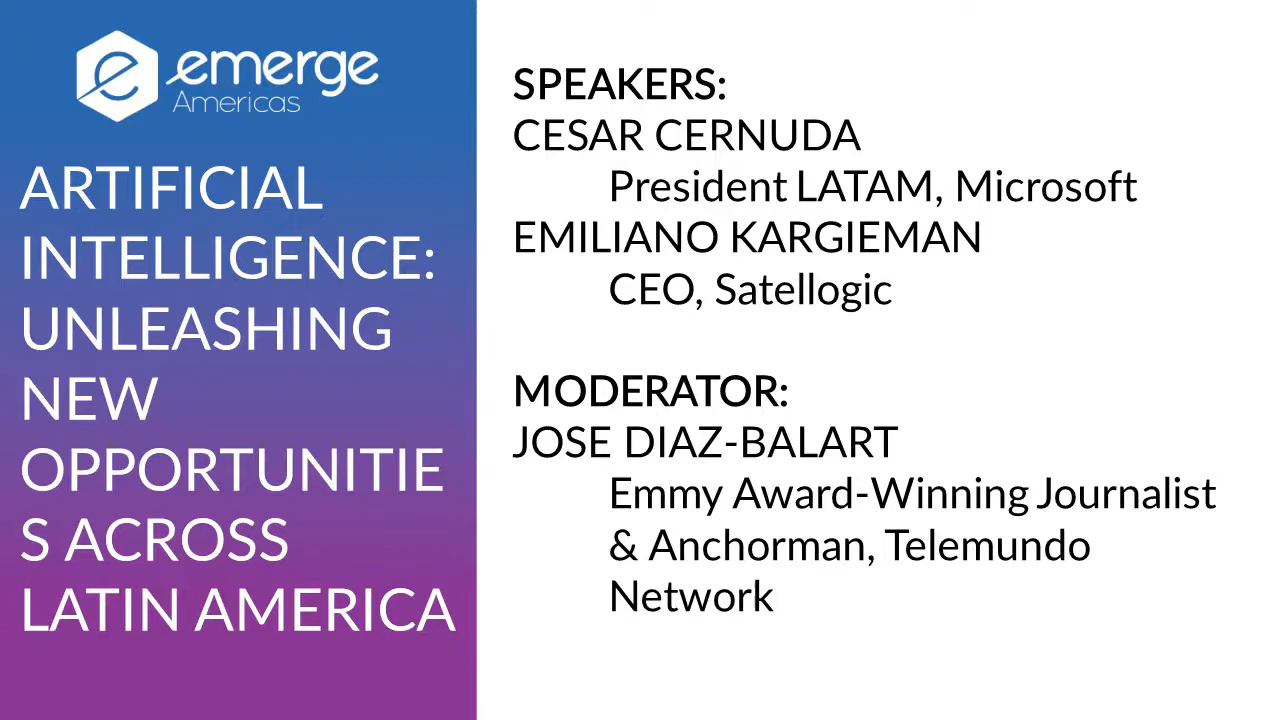 emerge
Americas
ARTIFICIAL
INTELLIGENCE:
UNLEASHING
NEW
OPPORTUNITIE
S ACROSS
LATIN AMERICA
SPEAKERS:
CESAR CERNUDA
President LATAM, Microsoft
EMILIANO KARGIEMAN
CEO, Satellogic
MODERATOR:
JOSE DIAZ-BALART
Emmy Award-Winning Journalist
& Anchorman, Telemundo
Network